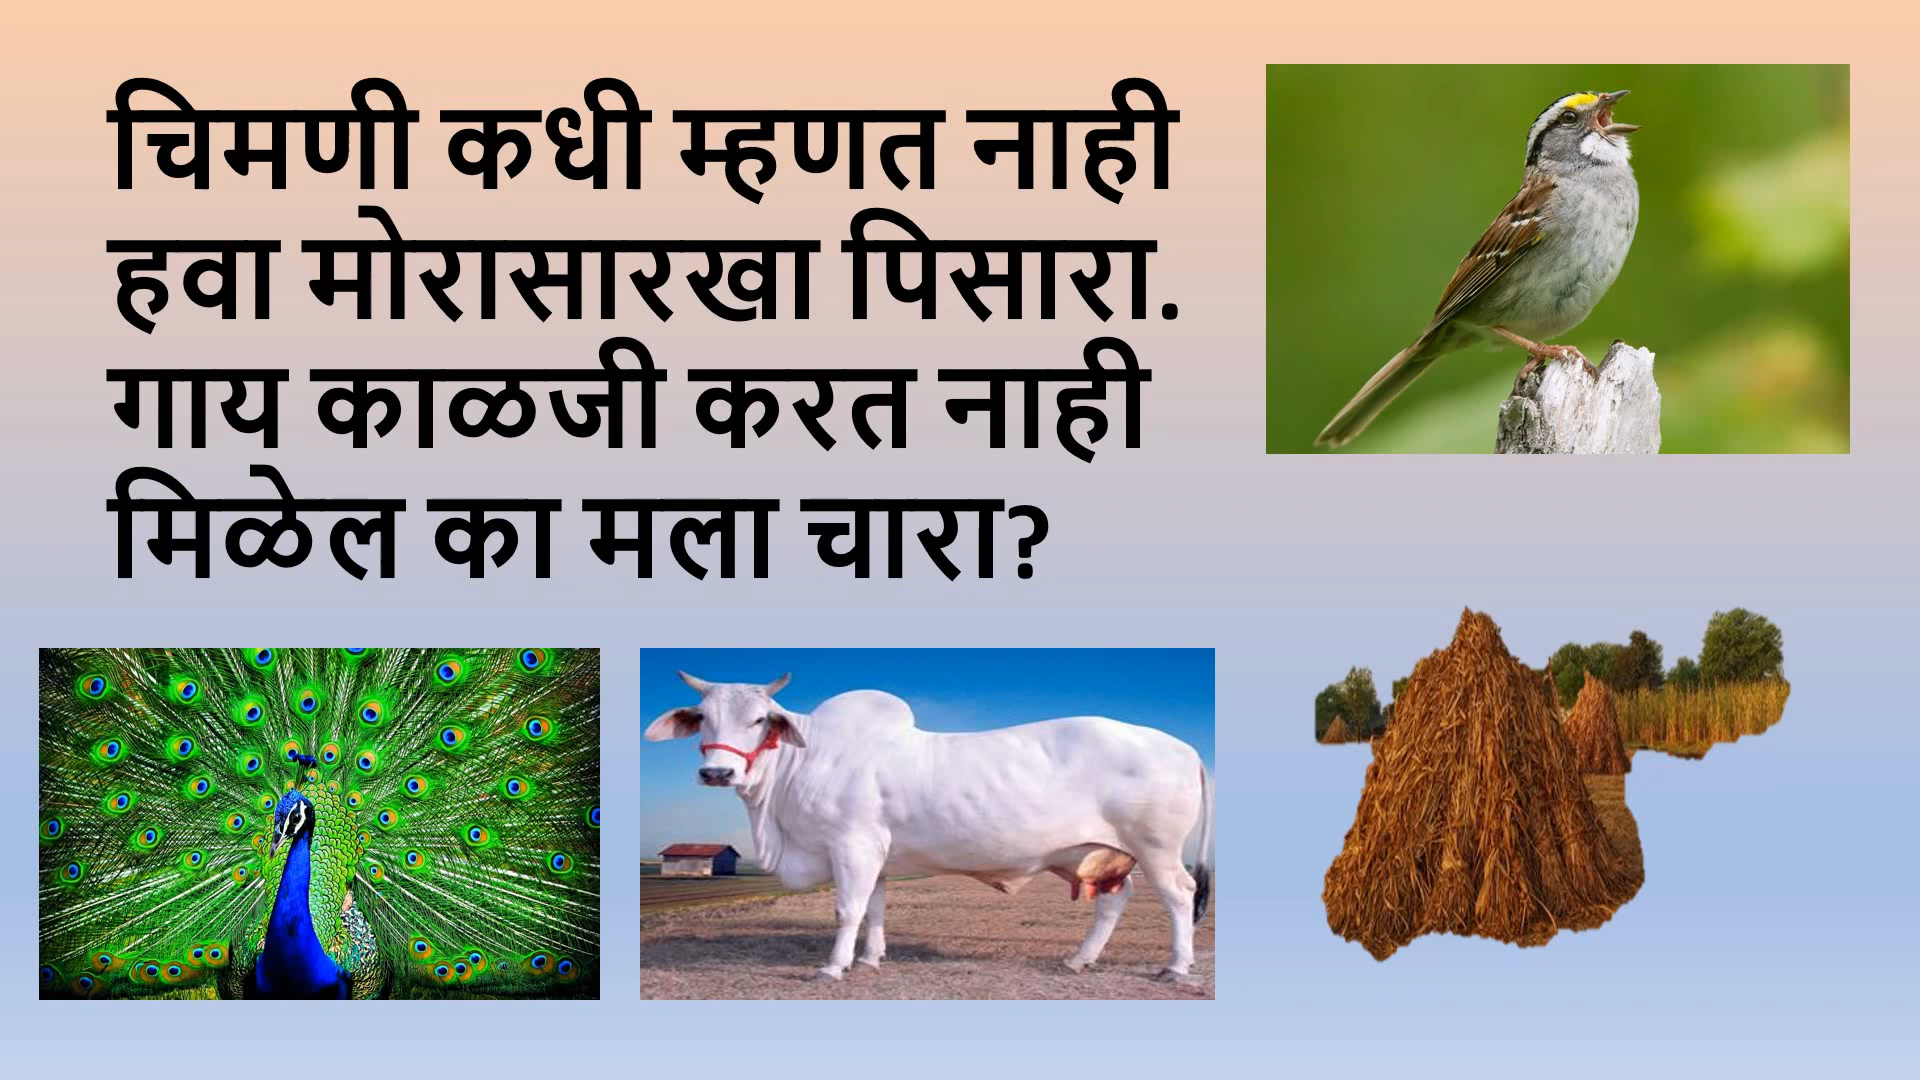 चिमणी कधी म्हणत नाही
हवा मोरासारखा पिसारा.
गाय काळजी करत नाही
मिळेल का मला चारा?